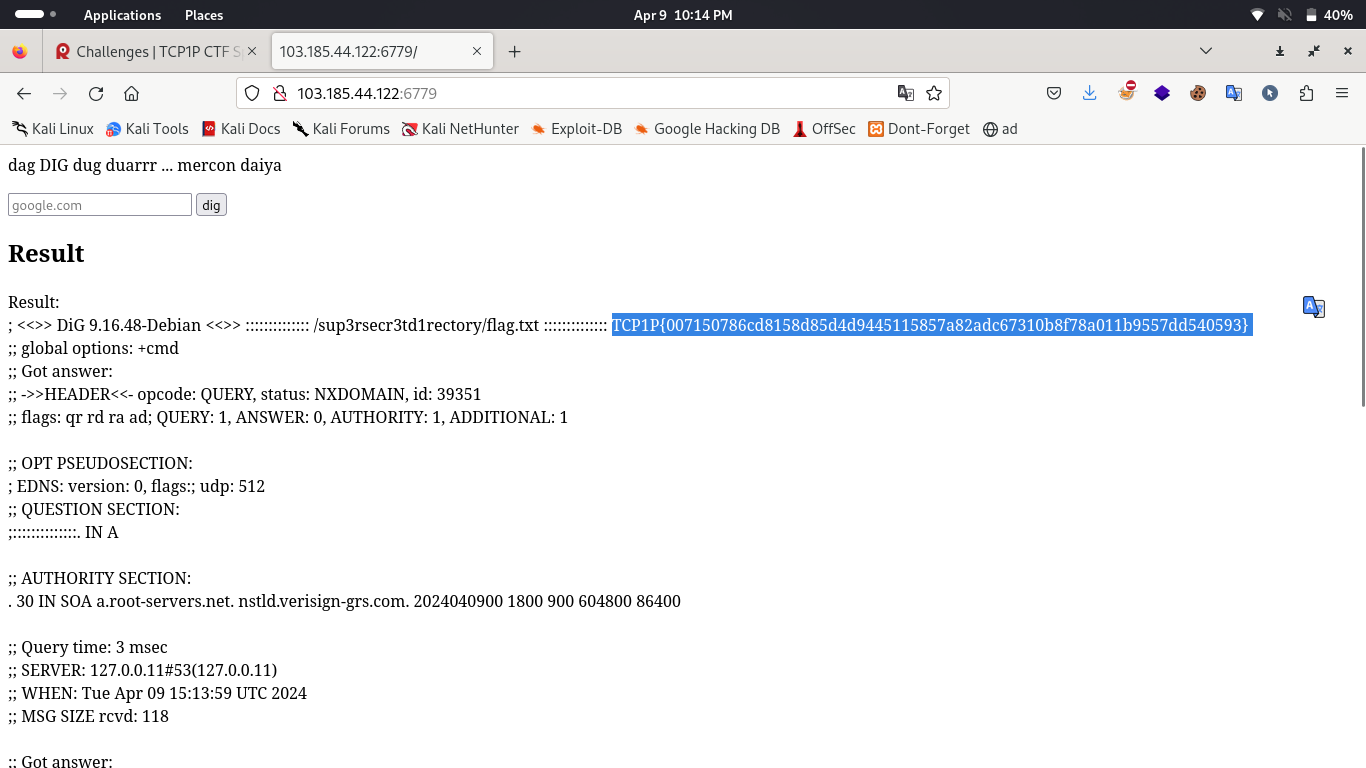 Applications Places Apr 9 10:14 PM 40%
Challenges | TCP1P CTF S 103.185.44.122:6779/
103.185.44.122:6779
Kali Linux Kali Tools Kali Docs Kali Forums Kali NetHunter Exploit-DB Google Hacking DB OffSec Dont-Forget ad
dag DIG dug duarrr ... mercon daiya
google.com dig
Result
Result:
; <<>> DiG 9.16.48-Debian <<>> :::::::::::::: /sup3rsecr3td1rectory/flag.txt :::::::::::::: TCP1P{007150786cd8158d85d4d9445115857a82adc67310b8f78a011b9557dd540593}
;; global options: +cmd
;; Got answer:
;; ->>HEADER<<- opcode: QUERY, status: NXDOMAIN, id: 39351
;; flags: qr rd ra ad; QUERY: 1, ANSWER: 0, AUTHORITY: 1, ADDITIONAL: 1
;; OPT PSEUDOSECTION:
; EDNS: version: 0, flags:; udp: 512
;; QUESTION SECTION:
;::::::::::::::. IN A
;; AUTHORITY SECTION:
. 30 IN SOA a.root-servers.net. nstld.verisign-grs.com. 2024040900 1800 900 604800 86400
;; Query time: 3 msec
;; SERVER: 127.0.0.11#53(127.0.0.11)
;; WHEN: Tue Apr 09 15:13:59 UTC 2024
;; MSG SIZE rcvd: 118
;; Got answer: